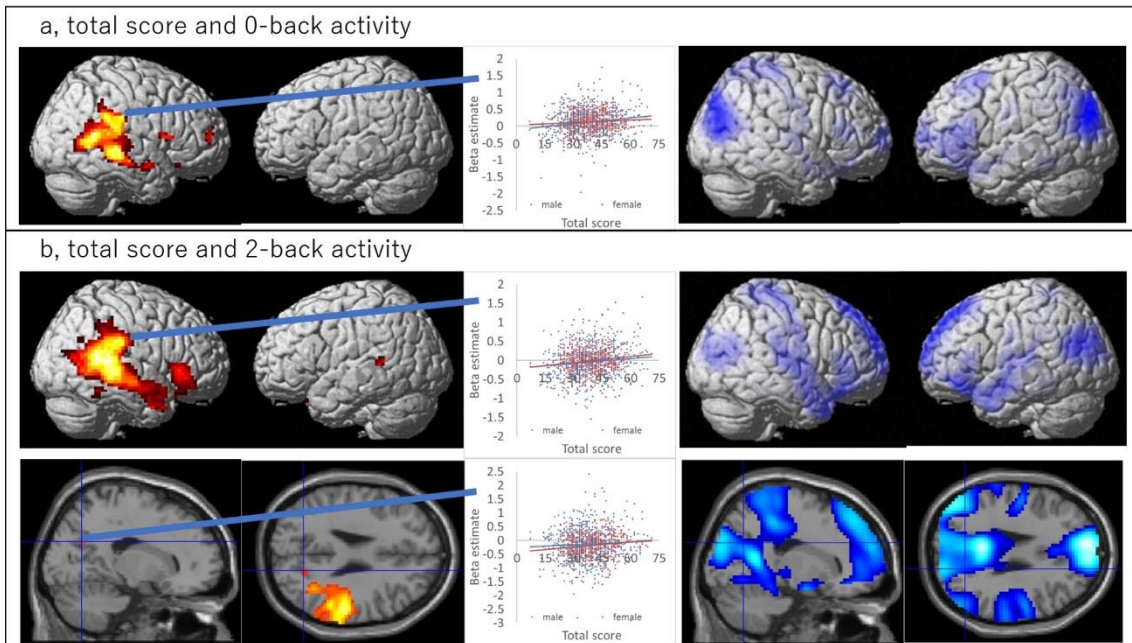 a, total score and 0-back activity
2
1.5
1
0.5
0
-0.5
-1
-1.5
-2
-2.5
0 15 30 45 60 75
Beta estimate
male female
Total score
b, total score and 2-back activity
2
1.5
1
0.5
0
-0.5
-1
-1.5
-2
0 15 30 45 60 75
Beta estimate
male female
Total score
2.5
2
1.5
1
0.5
0
-0.5
-1
-1.5
-2
-2.5
-3
0 15 30 45 60 75
Beta estimate
male female
Total score